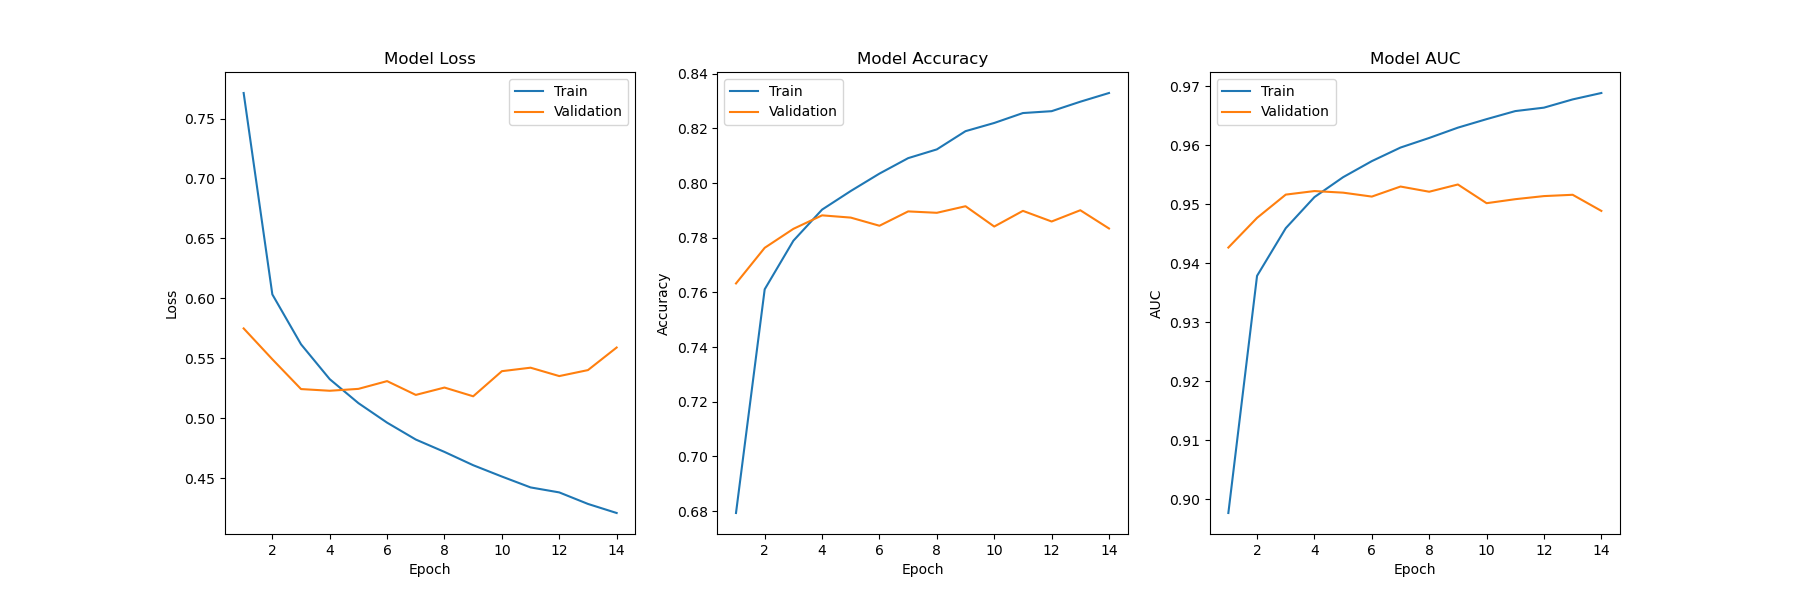 Model Loss
Train
Validation
0.75
0.70
0.65
0.60
0.55
0.50
0.45
Loss
2 4 6 8 10 12 14
Epoch
Model Accuracy
Train
Validation
0.84
0.82
0.80
0.78
0.76
0.74
0.72
0.70
0.68
Accuracy
2 4 6 8 10 12 14
Epoch
Model AUC
Train
Validation
0.97
0.96
0.95
0.94
0.93
0.92
0.91
0.90
AUC
2 4 6 8 10 12 14
Epoch